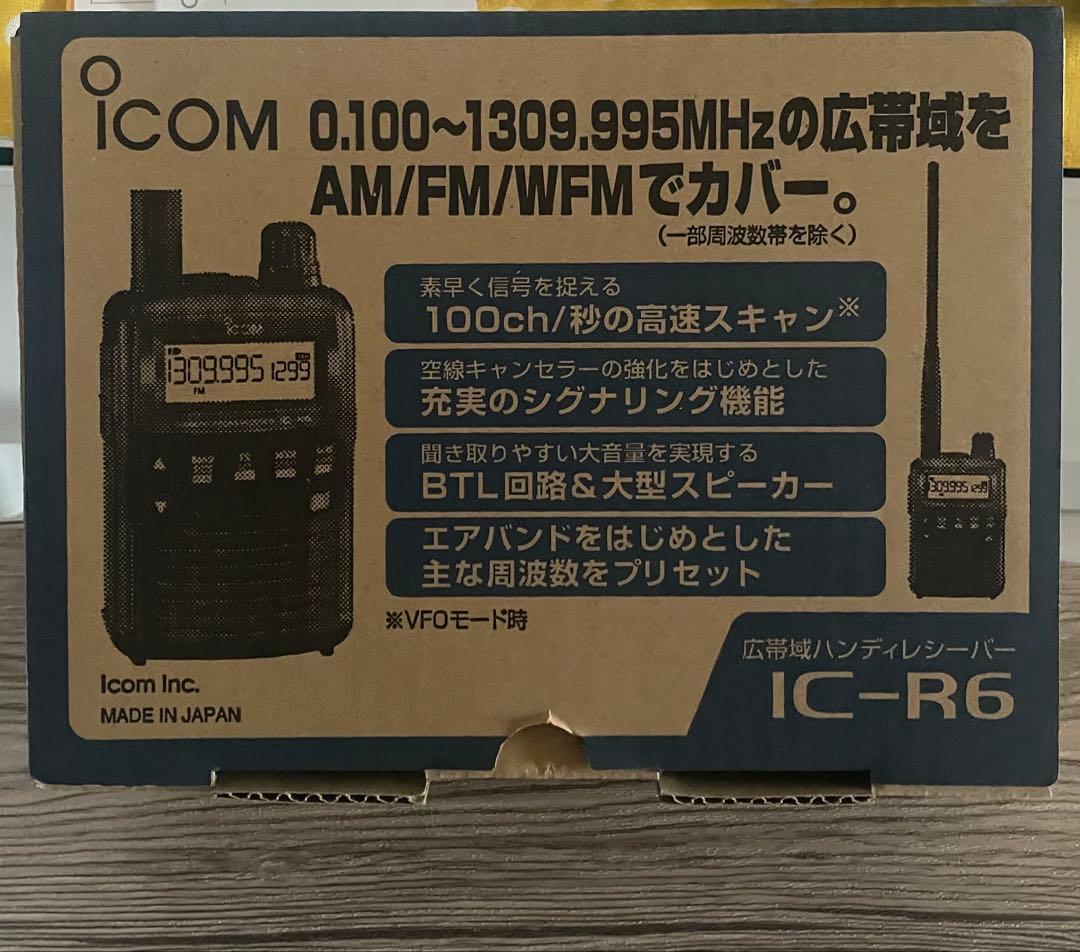 iCOM
0.100~1309.995MHzの広帯域を
AM/FM/WFMでカバー。
(一部周波数帯を除く)
素早く信号を捉える
100ch/秒の高速スキャン※
空線キャンセラーの強化をはじめとした
充実のシグナリング機能
聞き取りやすい大音量を実現する
BTL回路&大型スピーカー
エアバンドをはじめとした
主な周波数をプリセット
※VFOモード時
iCOM
1309.995 1299
FM
1309.995 1299
Icom Inc.
MADE IN JAPAN
広帯域ハンディレシーバー
IC-R6